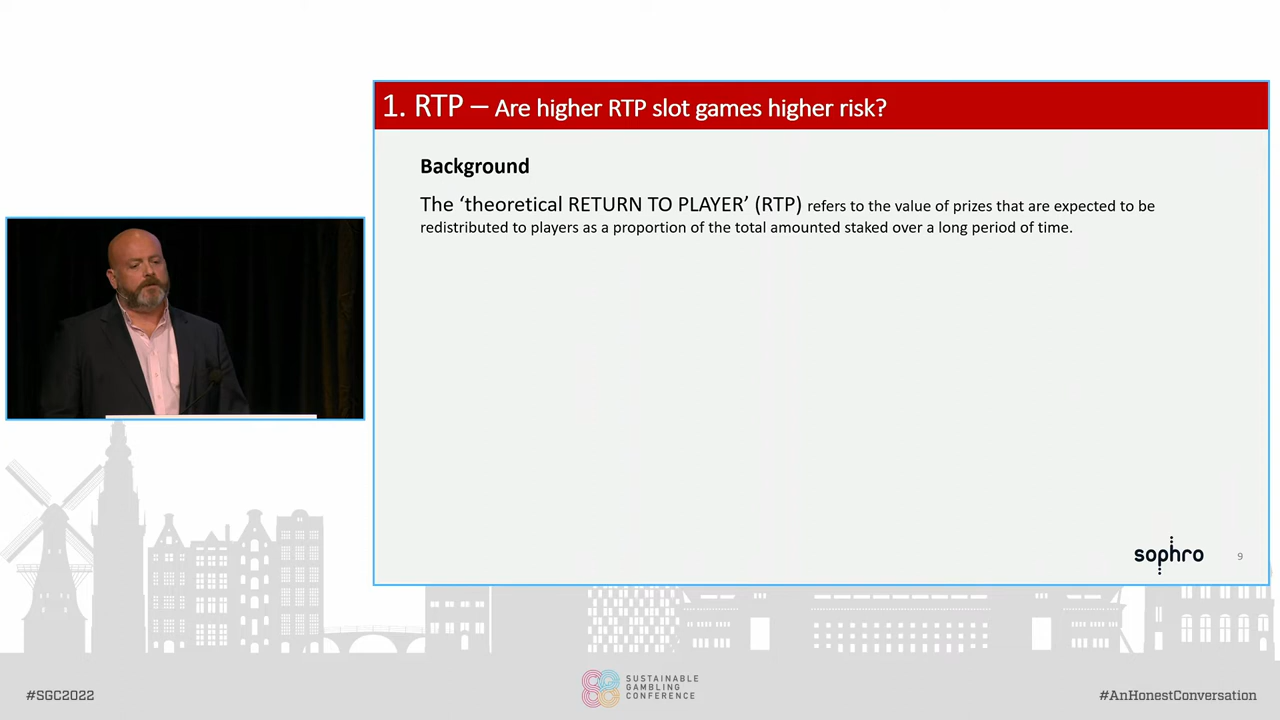 1. RTP – Are higher RTP slot games higher risk?
Background
The ‘theoretical RETURN TO PLAYER’ (RTP) refers to the value of prizes that are expected to be
redistributed to players as a proportion of the total amounted staked over a long period of time.
sophro
9
#SGC2022
SUSTAINABLE
GAMBLING
CONFERENCE
#AnHonestConversation